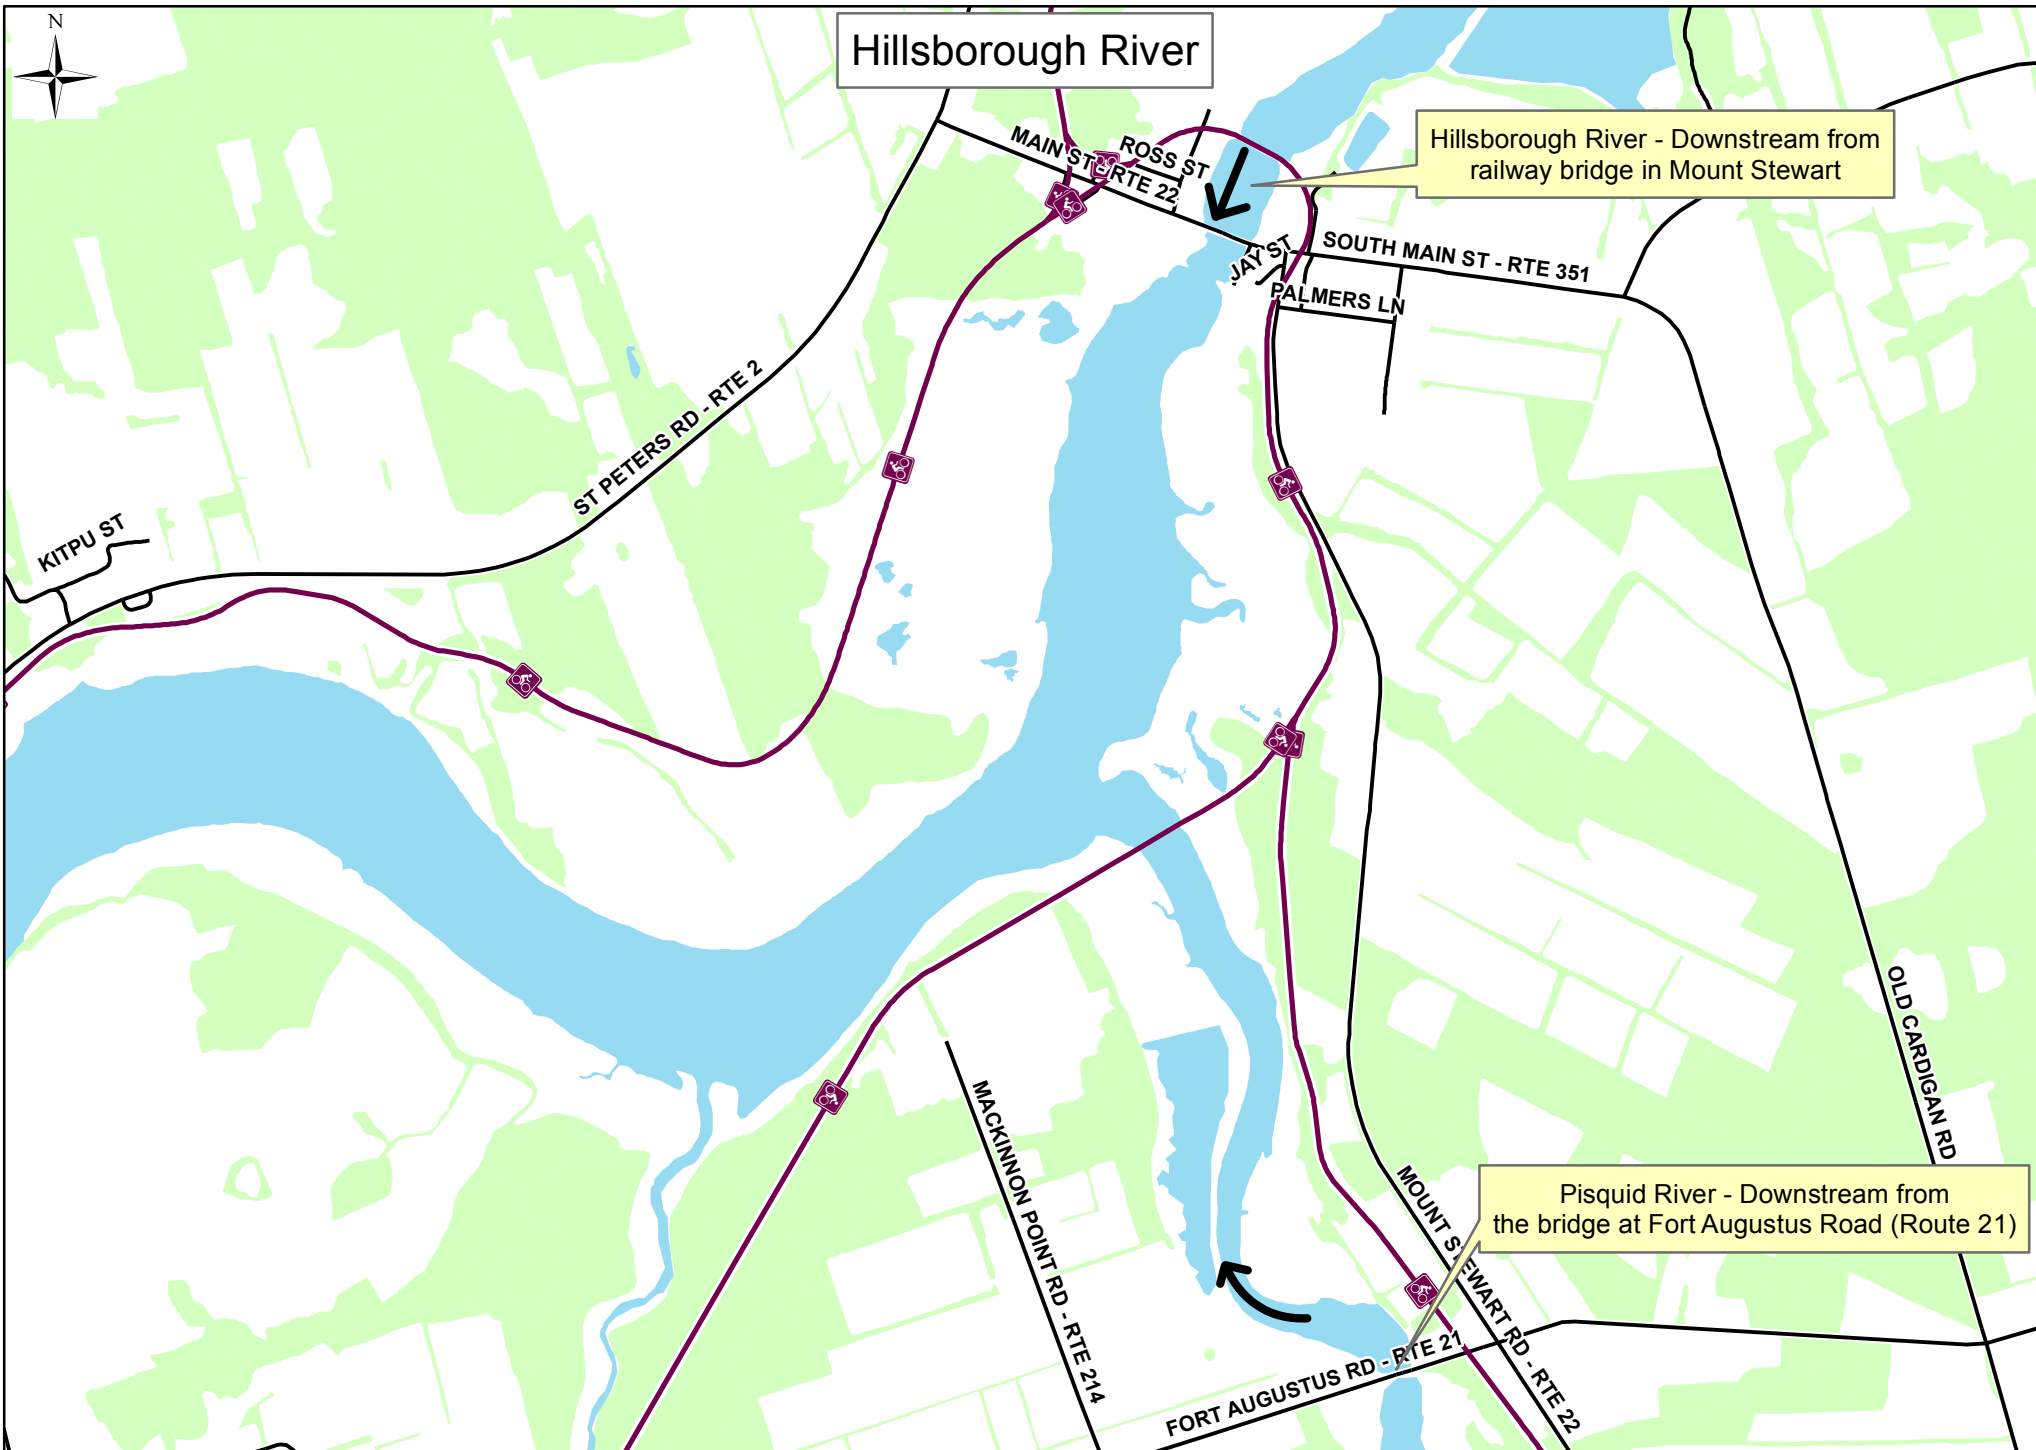 N
Hillsborough River
Hillsborough River - Downstream from
railway bridge in Mount Stewart
MAIN ST - RTE 22
ROSS ST
JAY ST
SOUTH MAIN ST - RTE 351
PALMERS LN
ST PETERS RD - RTE 2
KITPU ST
OLD CARDIGAN RD
MACKINNON POINT RD - RTE 214
MOUNT STEWART RD - RTE 22
Pisquid River - Downstream from
the bridge at Fort Augustus Road (Route 21)
FORT AUGUSTUS RD - RTE 21